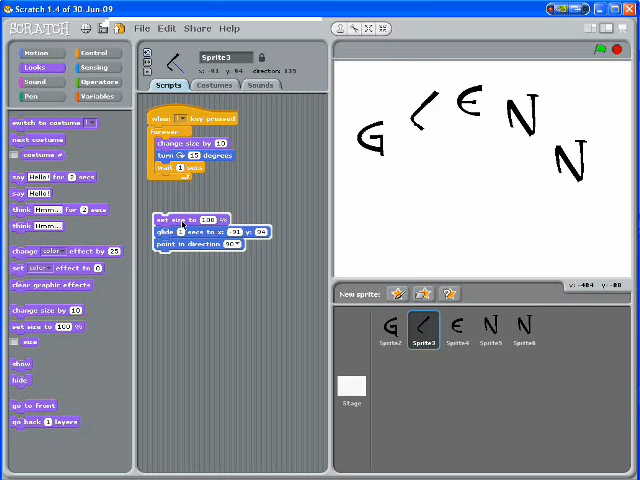 Scratch 1.4 of 30-Jun-09
SCRATCH File Edit Share Help
Motion Control
Looks Sensing
Sound Operators
Pen Variables
Sprite3
x: -91 y: 94 direction: 135
Scripts Costumes Sounds
switch to costume l
next costume
costume #
say Hello! for 2 secs
say Hello!
think Hmm... for 2 secs
think Hmm...
change color effect by 25
set color effect to 0
clear graphic effects
change size by 10
set size to 100 %
size
show
hide
go to front
go back 1 layers
when l key pressed
forever
change size by 10
turn 15 degrees
wait 1 secs
set size to 100 %
glide 1 secs to x: -91 y: 94
point in direction 90
G L E N N
New sprite:
Sprite2 Sprite3 Sprite4 Sprite5 Sprite6
Stage